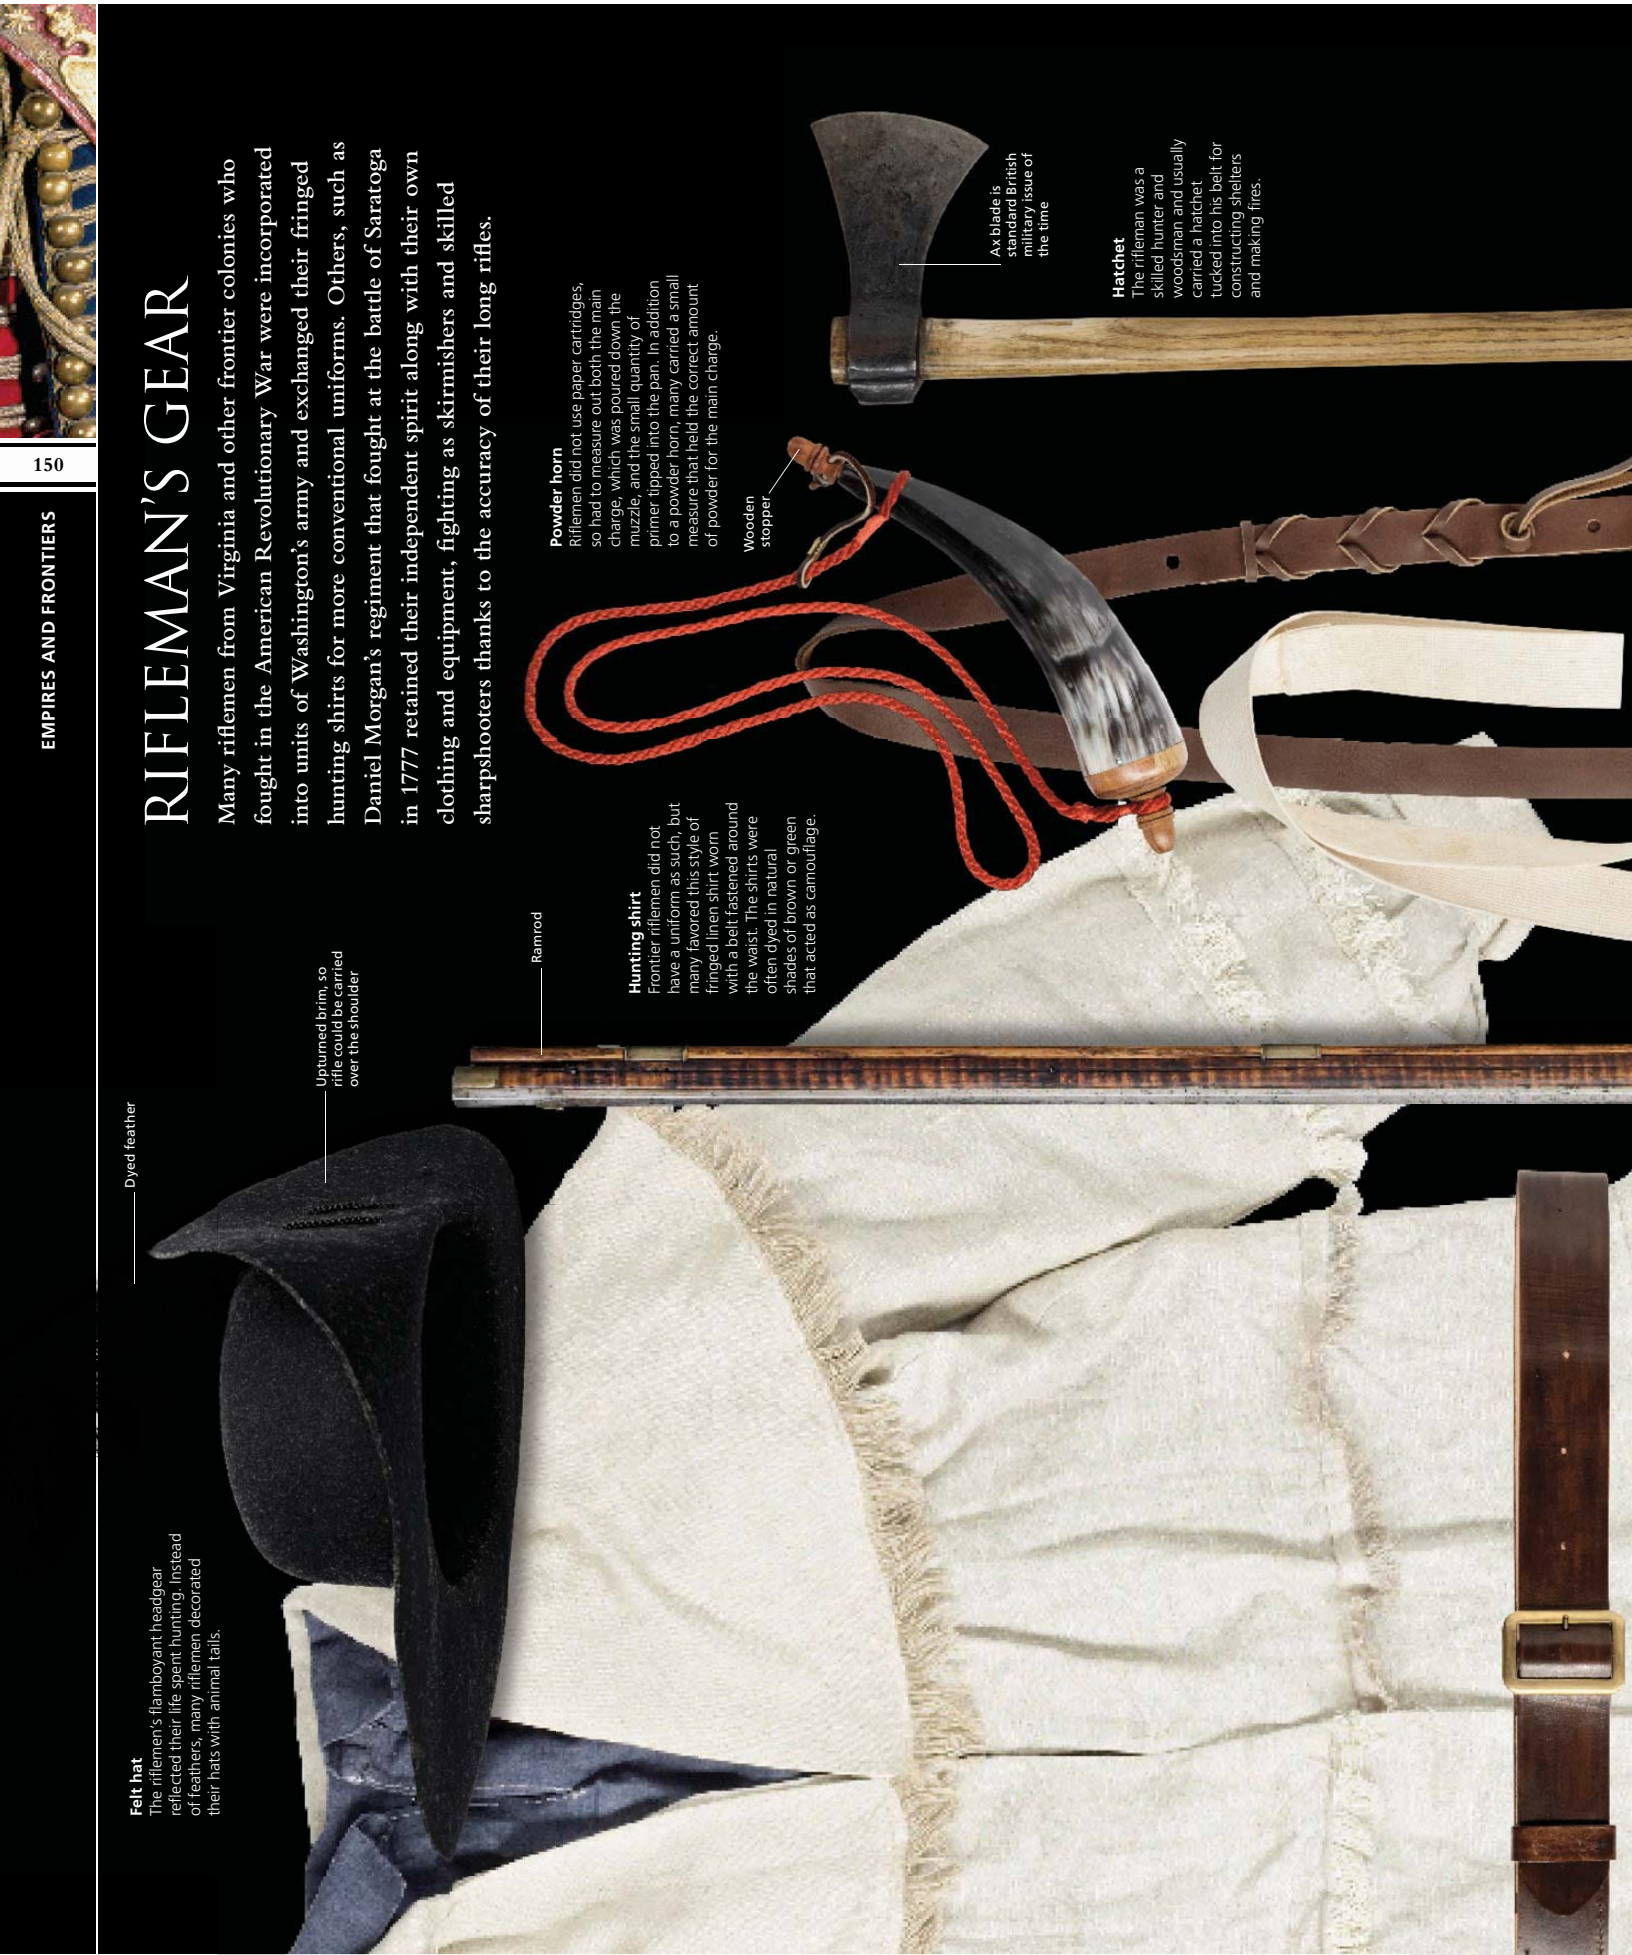 150
EMPIRES AND FRONTIERS
RIFLEMAN'S GEAR
Many riflemen from Virginia and other frontier colonies who
fought in the American Revolutionary War were incorporated
into units of Washington's army and exchanged their fringed
hunting shirts for more conventional uniforms. Others, such as
Daniel Morgan's regiment that fought at the battle of Saratoga
in 1777 retained their independent spirit along with their own
clothing and equipment, fighting as skirmishers and skilled
sharpshooters thanks to the accuracy of their long rifles.
Felt hat
The riflemen's flamboyant headgear
reflected their life spent hunting. Instead
of feathers, many riflemen decorated
their hats with animal tails.
Dyed feather
Upturned brim, so
rifle could be carried
over the shoulder
Ramrod
Hunting shirt
Frontier riflemen did not
have a uniform as such, but
many favored this style of
fringed linen shirt worn
with a belt fastened around
the waist. The shirts were
often dyed in natural
shades of brown or green
that acted as camouflage.
Powder horn
Riflemen did not use paper cartridges,
so had to measure out both the main
charge, which was poured down the
muzzle, and the small quantity of
primer tipped into the pan. In addition
to a powder horn, many carried a small
measure that held the correct amount
of powder for the main charge.
Wooden
stopper
Ax blade is
standard British
military issue of
the time
Hatchet
The rifleman was a
skilled hunter and
woodsman and usually
carried a hatchet
tucked into his belt for
constructing shelters
and making fires.